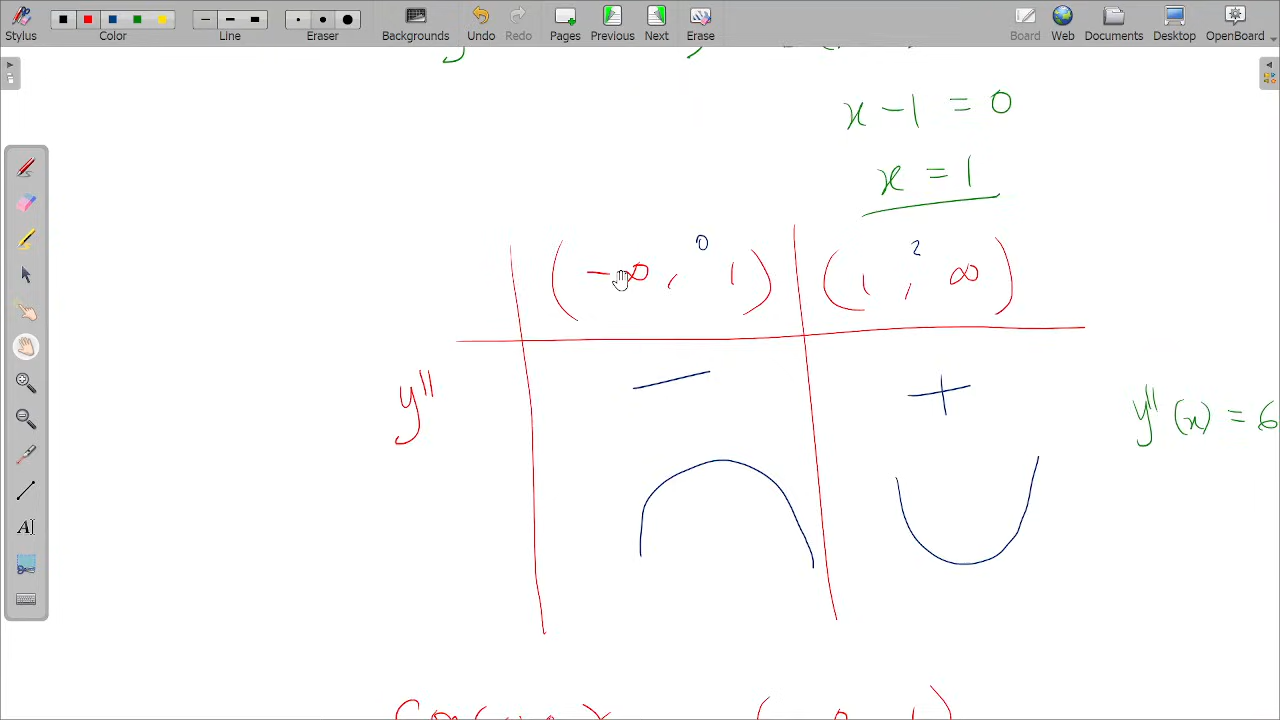 Stylus Color Line Eraser Backgrounds Undo Redo Pages Previous Next Erase Board Web Documents Desktop OpenBoard
x - 1 = 0
x = 1
0 2
(-∞, 1) (1, ∞)
y'' - + y''(x) = 6